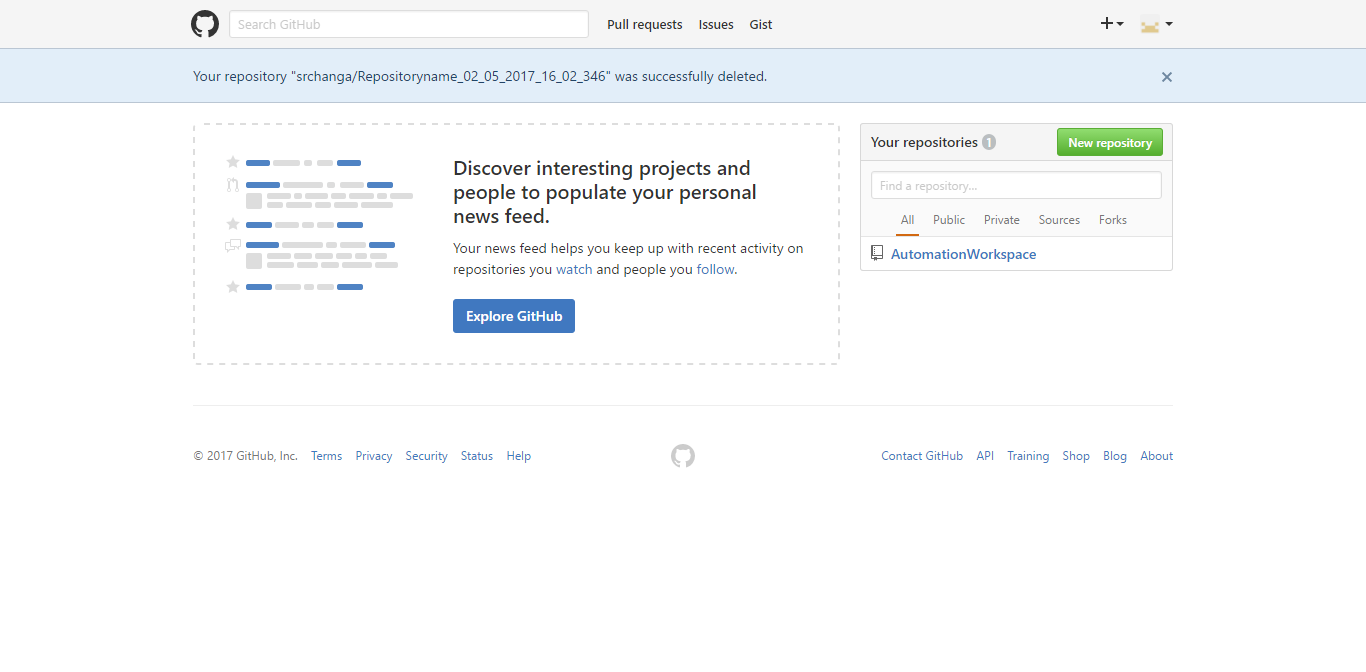 Search GitHub
Pull requests
Issues
Gist
Your repository "srchanga/Repositoryname_02_05_2017_16_02_346" was successfully deleted.
Discover interesting projects and
people to populate your personal
news feed.
Your news feed helps you keep up with recent activity on
repositories you watch and people you follow.
Explore GitHub
Your repositories 1
New repository
Find a repository...
All Public Private Sources Forks
AutomationWorkspace
© 2017 GitHub, Inc. Terms Privacy Security Status Help
Contact GitHub API Training Shop Blog About